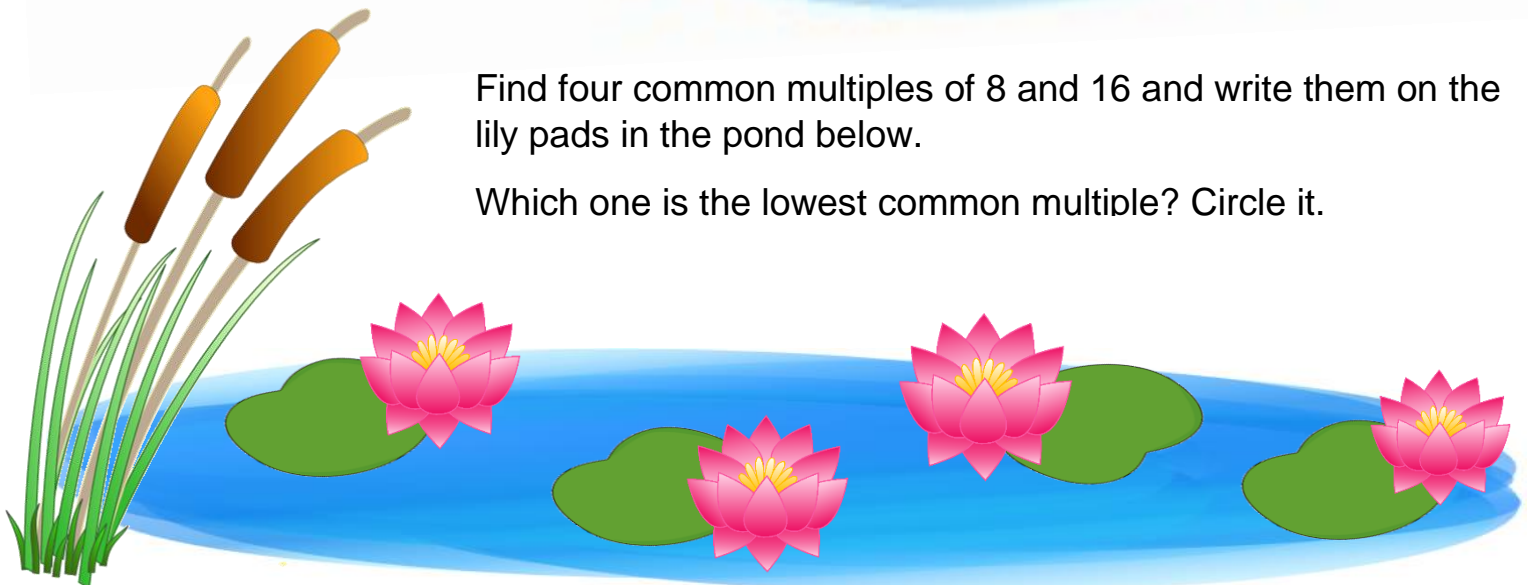 Find four common multiples of 8 and 16 and write them on the
lily pads in the pond below.
Which one is the lowest common multiple? Circle it.